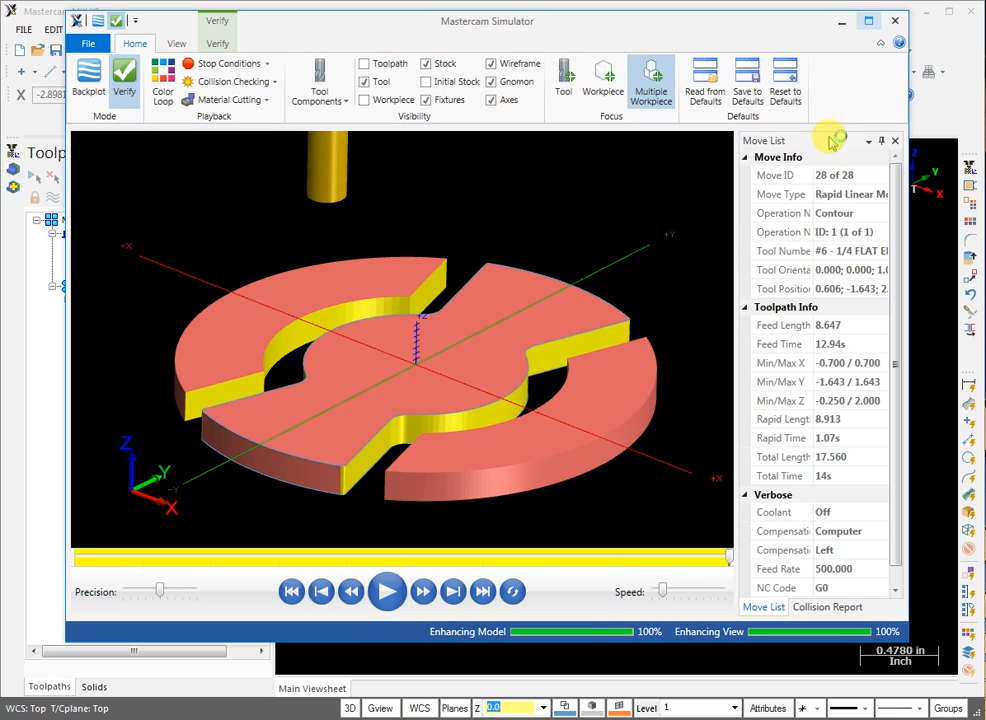 Mastercam
Mastercam Simulator
Verify
FILE
EDIT
File
Home
View
Verify
Backplot
Verify
Mode
Color Loop
Stop Conditions
Collision Checking
Material Cutting
Playback
Tool Components
Toolpath
Tool
Workpiece
Stock
Initial Stock
Fixtures
Wireframe
Gnomon
Axes
Visibility
Tool
Workpiece
Multiple Workpiece
Focus
Read from Defaults
Save to Defaults
Reset to Defaults
Defaults
X
-2.8981
Toolp
Move List
Move Info
Move ID 28 of 28
Move Type Rapid Linear Mo
Operation N Contour
Operation N ID: 1 (1 of 1)
Tool Numbe #6 - 1/4 FLAT E
Tool Orienta 0.000; 0.000; 1.0
Tool Position 0.606; -1.643; 2.
Toolpath Info
Feed Length 8.647
Feed Time 12.94s
Min/Max X -0.700 / 0.700
Min/Max Y -1.643 / 1.643
Min/Max Z -0.250 / 2.000
Rapid Length 8.913
Rapid Time 1.07s
Total Length 17.560
Total Time 14s
Verbose
Coolant Off
Compensati Computer
Compensati Left
Feed Rate 500.000
NC Code G0
Move List
Collision Report
-X
+Y
+Z
-Y
+X
Z
Y
X
Z
Y
X
T
Precision:
Speed:
Enhancing Model 100%
Enhancing View 100%
0.4780 in
Inch
Toolpaths
Solids
Main Viewsheet
WCS: Top T/Cplane: Top
3D
Gview
WCS
Planes
Z
0.0
Level
1
Attributes
Groups